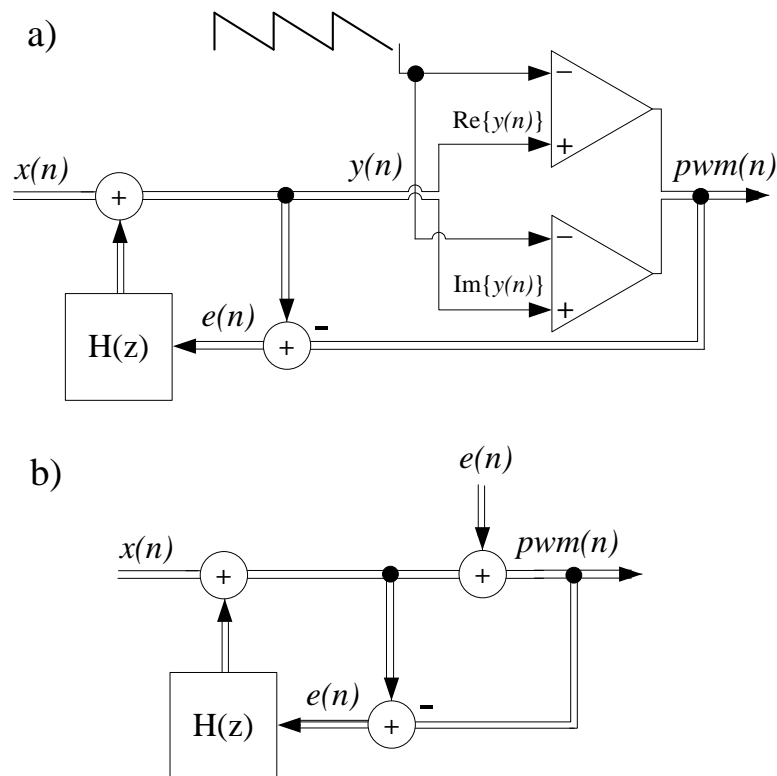 a)
−
Re{y(n)}
+
x(n)
y(n)
pwm(n)
+
−
Im{y(n)}
+
e(n)
-
H(z)
+
b)
e(n)
x(n)
pwm(n)
+
+
e(n)
-
H(z)
+